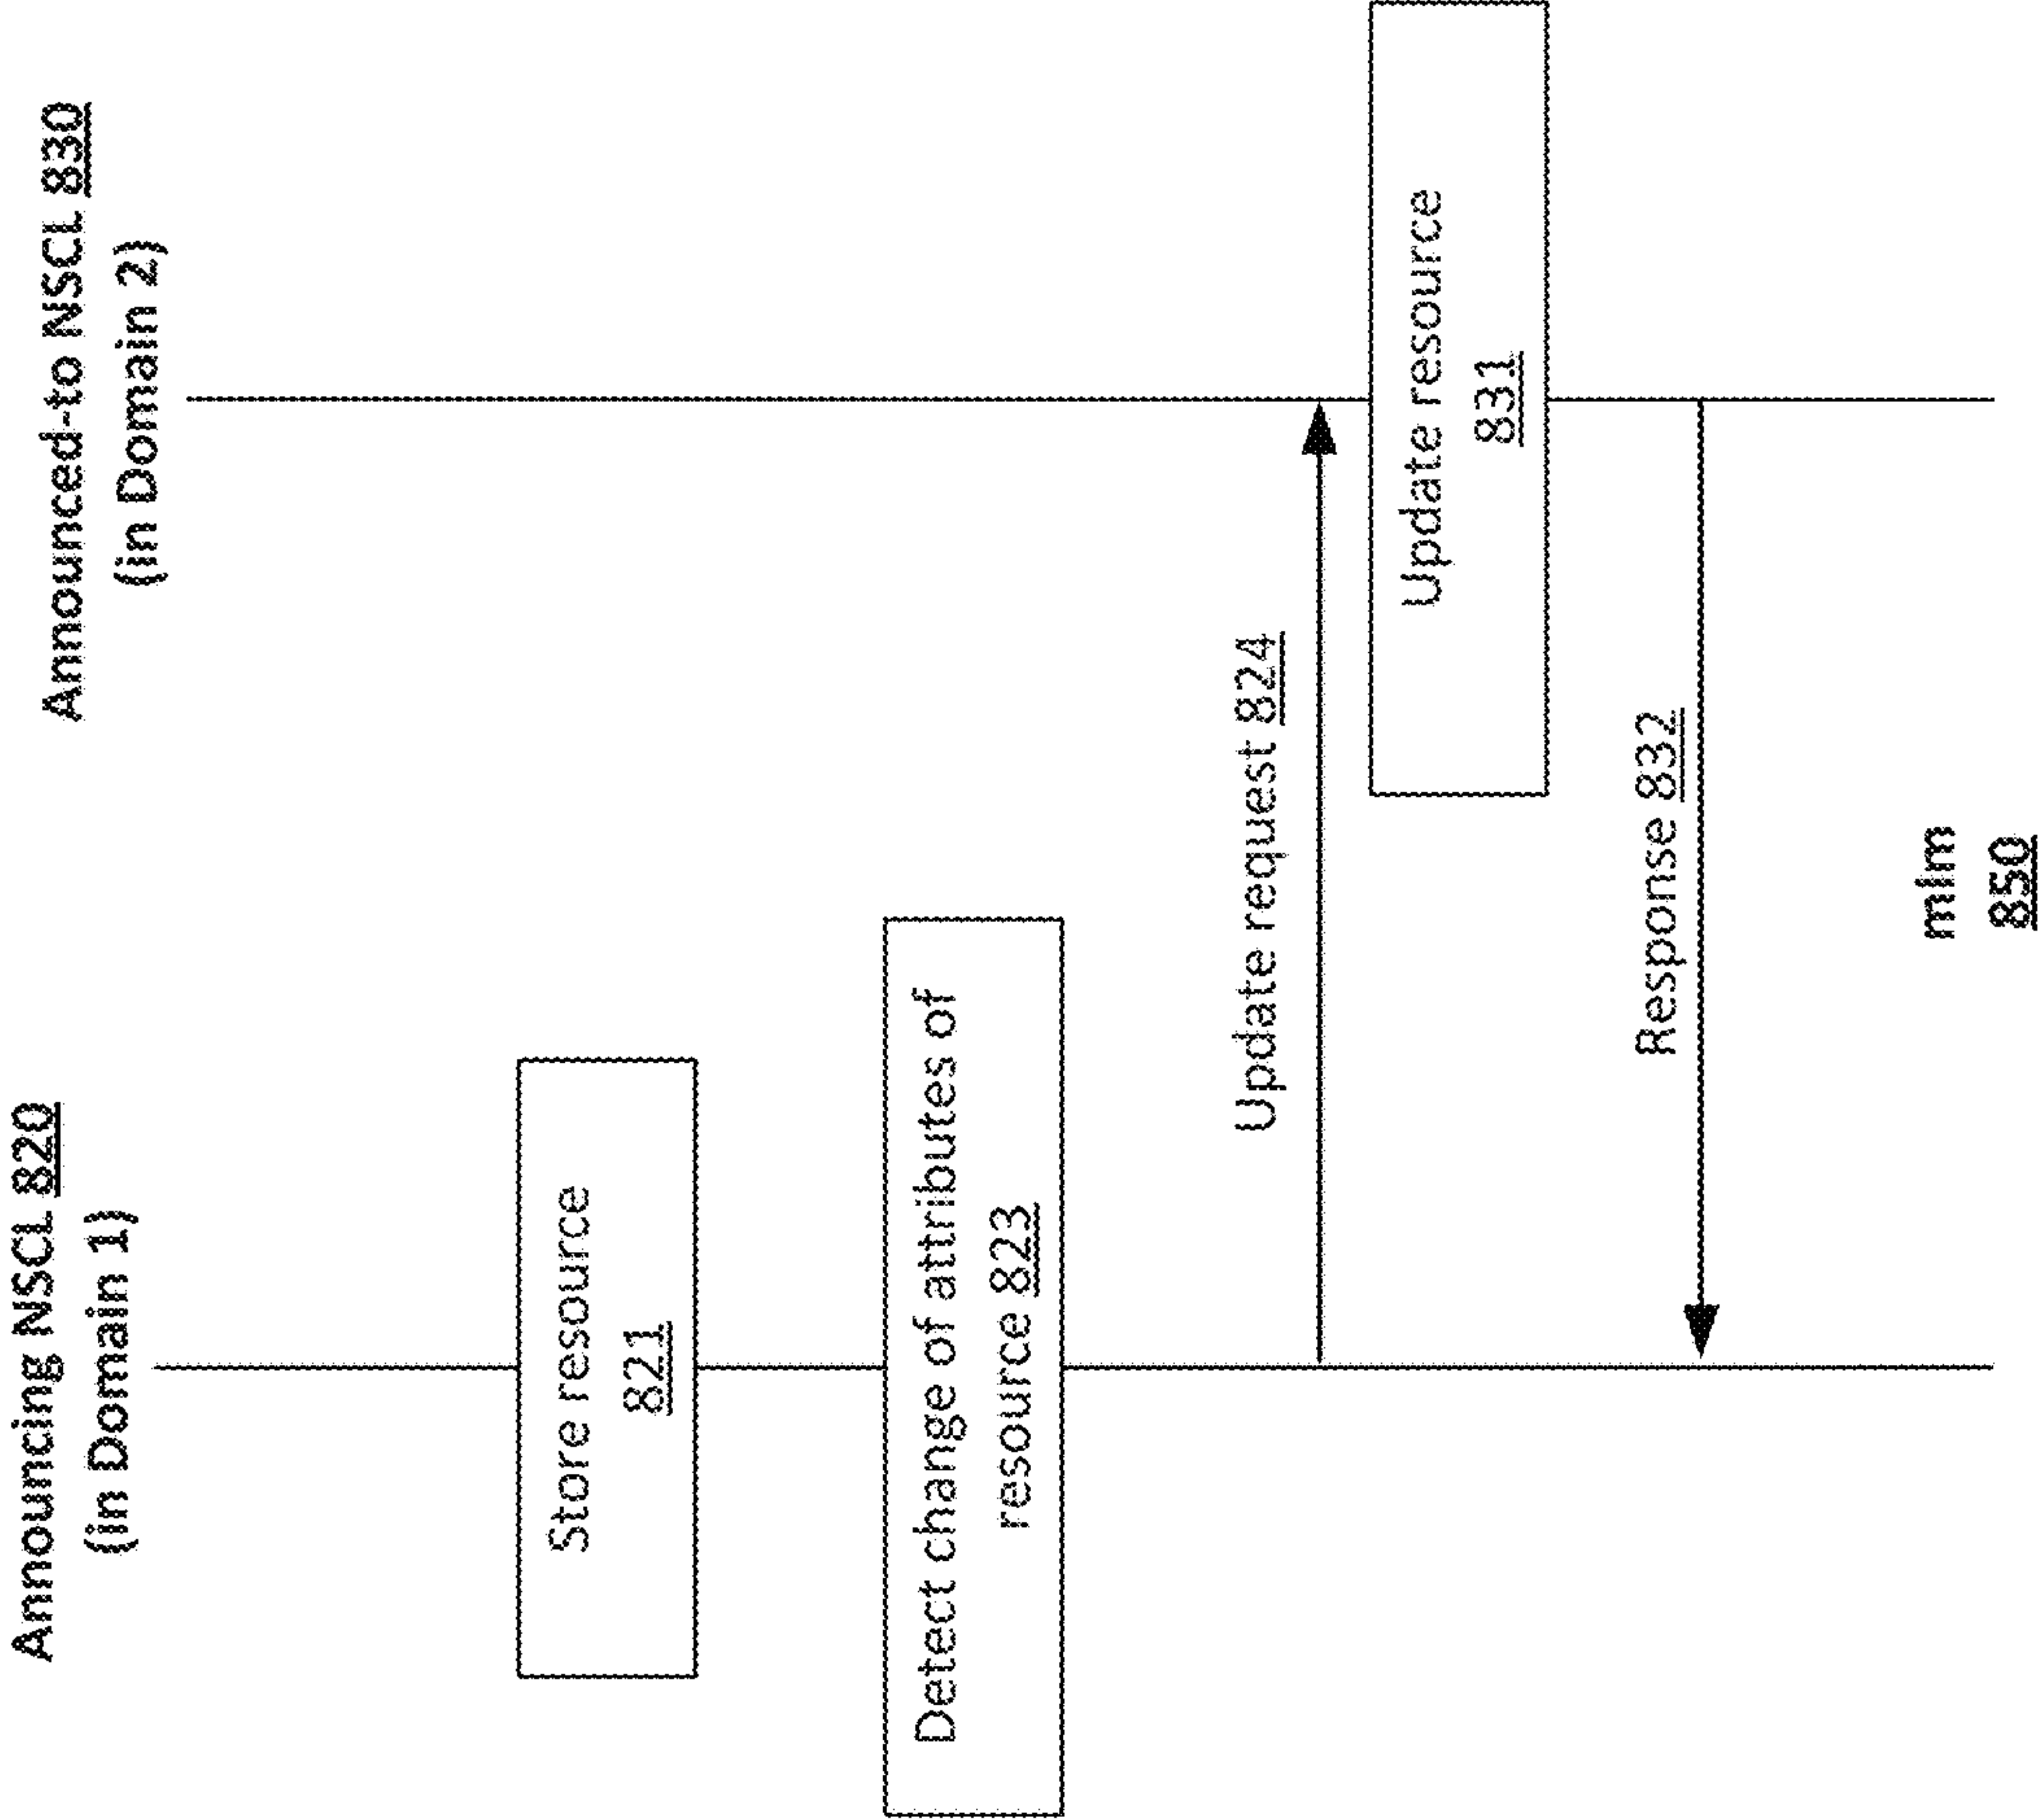 Announcing NSCL 820
(in Domain 1)
Announced-to NSCL 830
(in Domain 2)
Store resource
821
Detect change of attributes of
resource 823
Update request 824
Update resource
831
Response 832
mIm
850